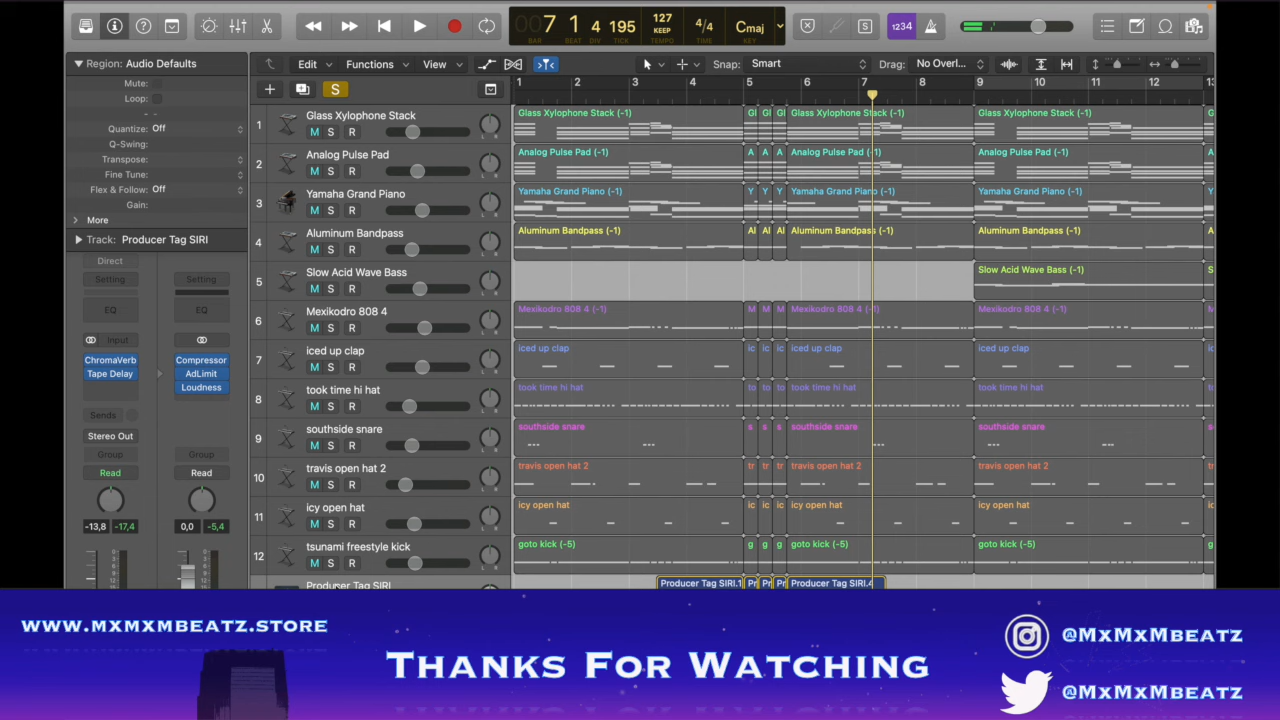 00 7 1 4 195
BAR BEAT DIV TICK
127
KEEP
TEMPO
4/4
TIME
Cmaj
KEY
S
1234
Region: Audio Defaults
Edit
Functions
View
Snap: Smart
Drag: No Overl...
Mute:
Loop:
Quantize: Off
Q-Swing:
Transpose:
Fine Tune:
Flex & Follow: Off
Gain:
More
Track: Producer Tag SIRI
S
1 2 3 4 5 6 7 8 9 10 11 12 13
1 Glass Xylophone Stack
M S R
Glass Xylophone Stack (-1) Gl Gl Gl Glass Xylophone Stack (-1) Glass Xylophone Stack (-1) G
2 Analog Pulse Pad
M S R
Analog Pulse Pad (-1) A A A Analog Pulse Pad (-1) Analog Pulse Pad (-1) A
3 Yamaha Grand Piano
M S R
Yamaha Grand Piano (-1) Y Y Y Yamaha Grand Piano (-1) Yamaha Grand Piano (-1) Y
4 Aluminum Bandpass
M S R
Aluminum Bandpass (-1) Al Al Al Aluminum Bandpass (-1) Aluminum Bandpass (-1) A
5 Slow Acid Wave Bass
M S R
Slow Acid Wave Bass (-1) S
6 Mexikodro 808 4
M S R
Mexikodro 808 4 (-1) M M M Mexikodro 808 4 (-1) Mexikodro 808 4 (-1) M
7 iced up clap
M S R
iced up clap ic ic ic iced up clap iced up clap ic
8 took time hi hat
M S R
took time hi hat to to to took time hi hat took time hi hat to
9 southside snare
M S R
southside snare s s s southside snare southside snare s
10 travis open hat 2
M S R
travis open hat 2 tr tr tr travis open hat 2 travis open hat 2 tr
11 icy open hat
M S R
icy open hat ic ic ic icy open hat icy open hat ic
12 tsunami freestyle kick
M S R
goto kick (-5) g g g goto kick (-5) goto kick (-5) g
Producer Tag SIRI
Producer Tag SIRI.1 Pr Pr Pr Producer Tag SIRI.4
Direct
Setting Setting
EQ EQ
Input
ChromaVerb Compressor
Tape Delay AdLimit
Loudness
Sends
Stereo Out
Group Group
Read Read
-13,8 -17,4 0,0 -5,4
WWW.MXMXMBEATZ.STORE
THANKS FOR WATCHING
@MxMxMBEATZ
@MxMxMBEATZ